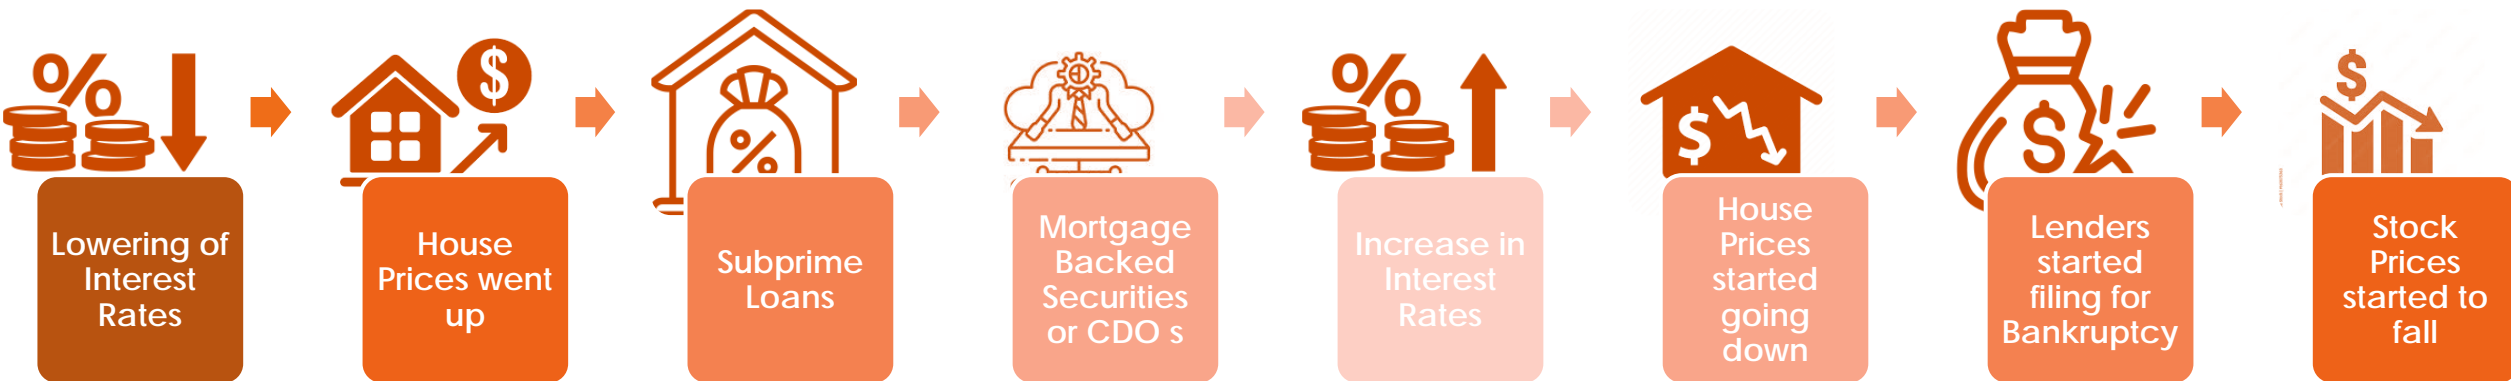 Lowering of
Interest
Rates
House
Prices went
up
Subprime
Loans
Mortgage
Backed
Securities
or CDO s
Increase in
Interest
Rates
House
Prices
started
going
down
Lenders
started
filing for
Bankruptcy
Stock
Prices
started to
fall